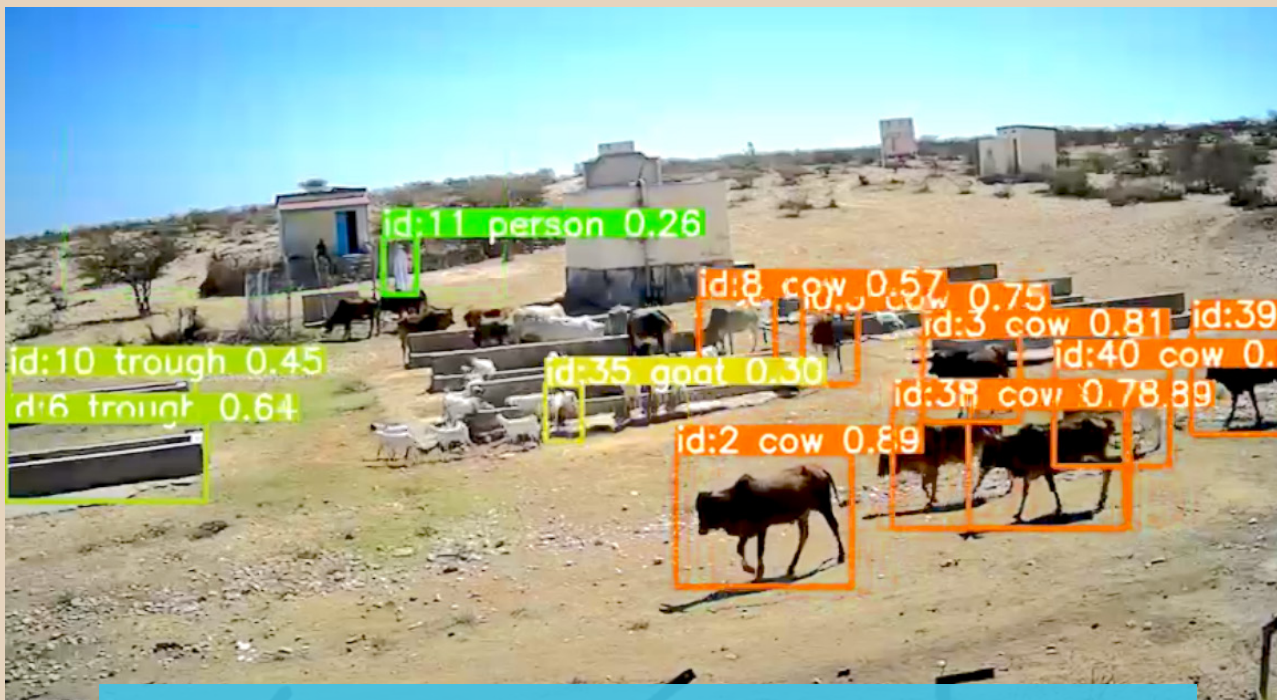 id:11 person 0.26
id:8 cow 0.57
cow 0.75
id:3 cow 0.81
id:39
id:10 trough 0.45
id:35 goat 0.30
id:40 cow 0.
id:6 trough 0.64
id:38 cow 0.78
.89
id:2 cow 0.89